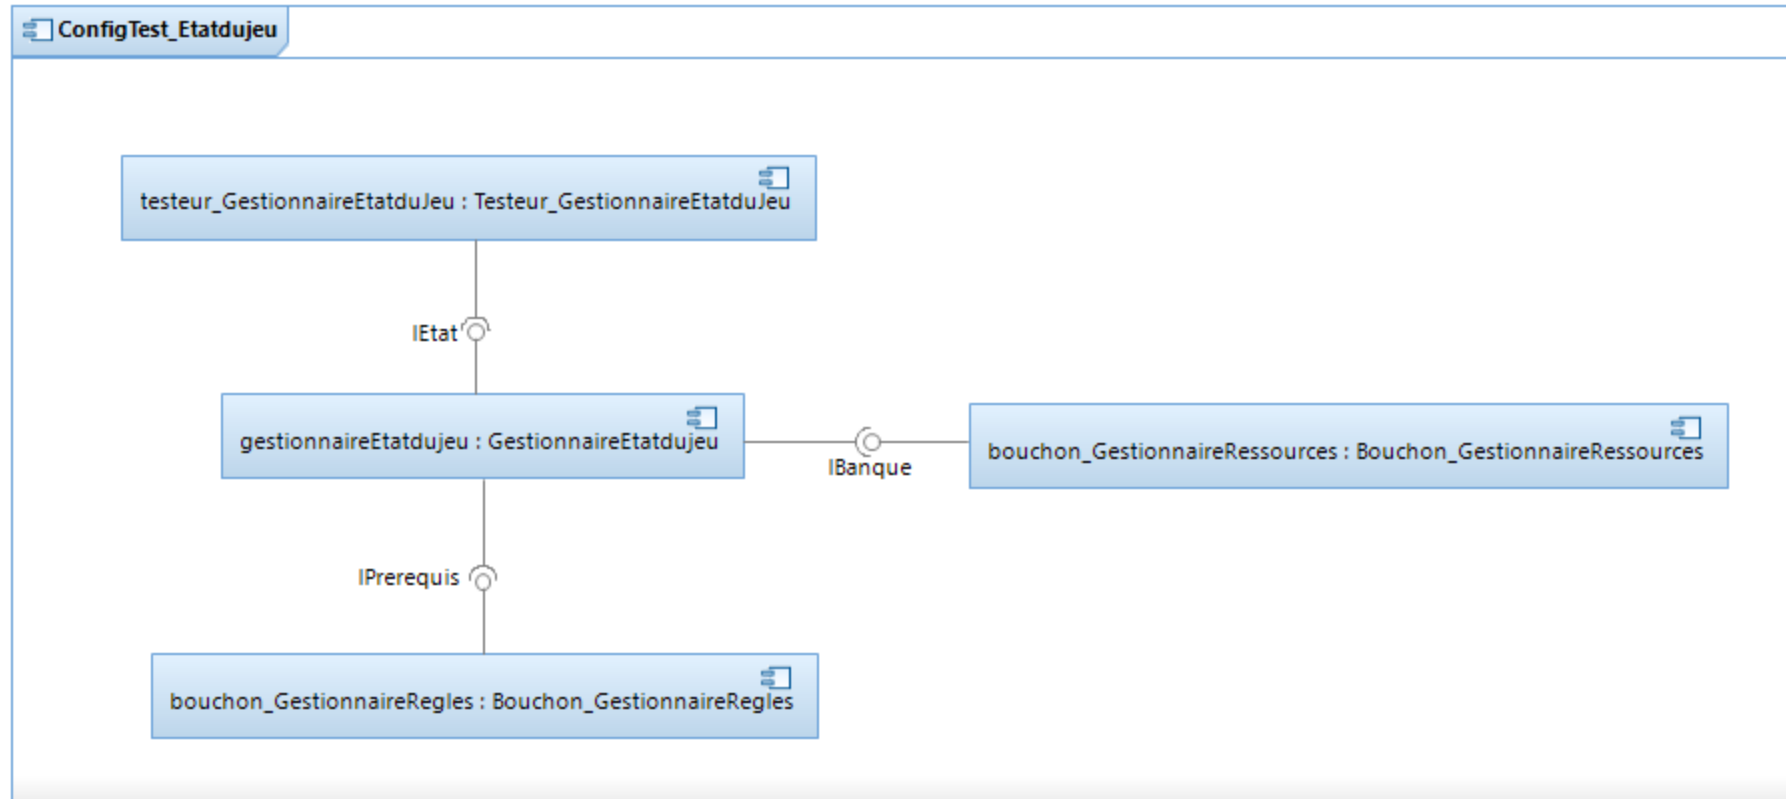 ConfigTest_Etatdujeu
testeur_GestionnaireEtatduJeu : Testeur_GestionnaireEtatduJeu
IEtat
gestionnaireEtatdujeu : GestionnaireEtatdujeu
IBanque
bouchon_GestionnaireRessources : Bouchon_GestionnaireRessources
IPrerequis
bouchon_GestionnaireRegles : Bouchon_GestionnaireRegles